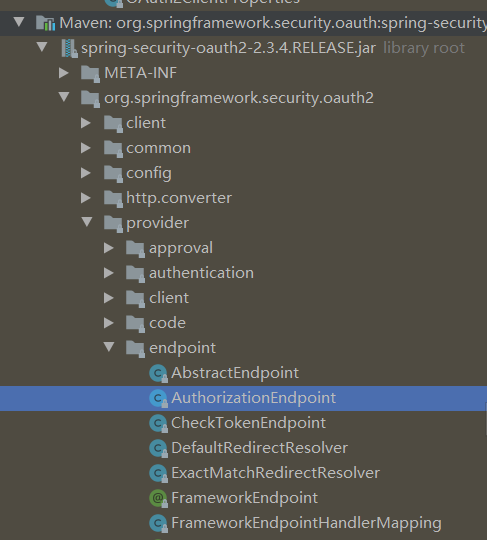 OAuth2ClientProperties
Maven: org.springframework.security.oauth:spring-security
spring-security-oauth2-2.3.4.RELEASE.jar library root
META-INF
org.springframework.security.oauth2
client
common
config
http.converter
provider
approval
authentication
client
code
endpoint
AbstractEndpoint
AuthorizationEndpoint
CheckTokenEndpoint
DefaultRedirectResolver
ExactMatchRedirectResolver
FrameworkEndpoint
FrameworkEndpointHandlerMapping